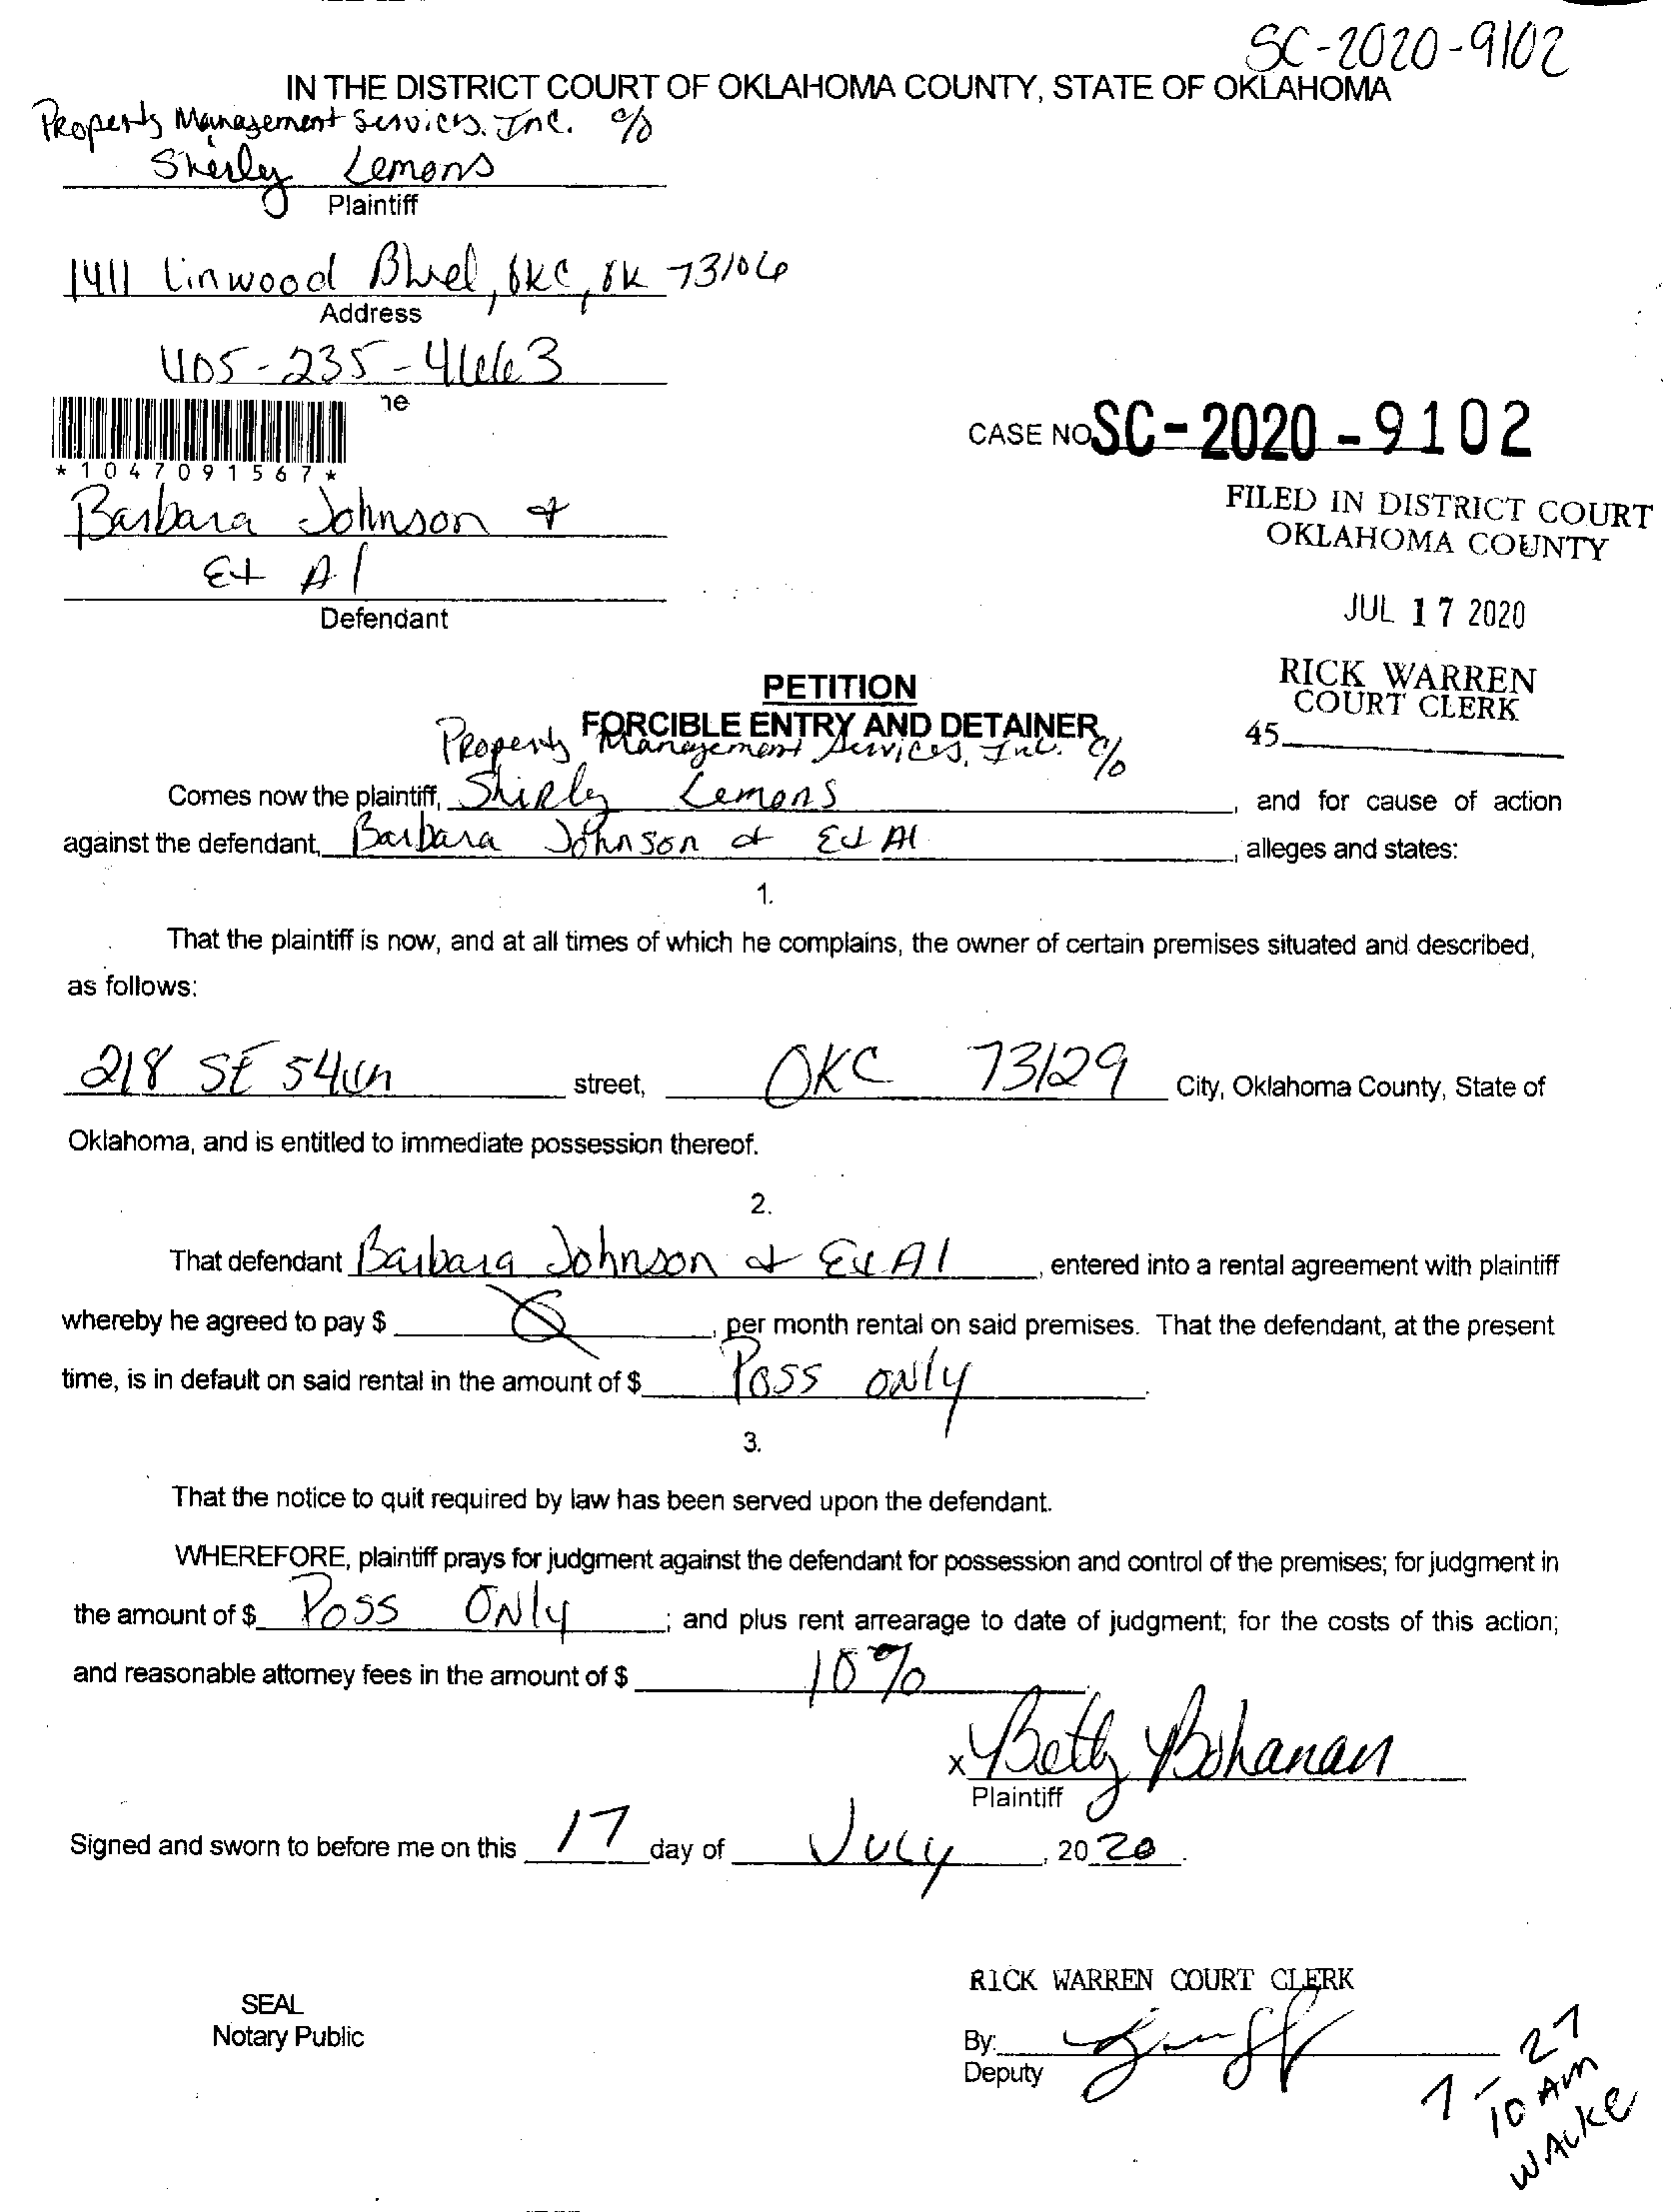 SC-2020-9102
IN THE DISTRICT COURT OF OKLAHOMA COUNTY, STATE OF OKLAHOMA
Property Management Services, Inc. c/o
Shirley Lemons
Plaintiff
1411 Linwood Blvd, OKC, OK 73106
Address
405-235-4663
ne
*1047091567*
CASE NO SC-2020-9102
Barbara Johnson &
Et Al
Defendant
FILED IN DISTRICT COURT
OKLAHOMA COUNTY
JUL 17 2020
RICK WARREN
COURT CLERK
45
PETITION
FORCIBLE ENTRY AND DETAINER
Property Management Services, Inc. c/o
Comes now the plaintiff, Shirley Lemons, and for cause of action
against the defendant, Barbara Johnson & Et Al, alleges and states:
1.
That the plaintiff is now, and at all times of which he complains, the owner of certain premises situated and described,
as follows:
218 SE 54th street, OKC 73129 City, Oklahoma County, State of
Oklahoma, and is entitled to immediate possession thereof.
2.
That defendant Barbara Johnson & Et Al, entered into a rental agreement with plaintiff
whereby he agreed to pay $ , per month rental on said premises. That the defendant, at the present
time, is in default on said rental in the amount of $ Poss Only.
3.
That the notice to quit required by law has been served upon the defendant.
WHEREFORE, plaintiff prays for judgment against the defendant for possession and control of the premises; for judgment in
the amount of $ Poss Only; and plus rent arrearage to date of judgment; for the costs of this action;
and reasonable attorney fees in the amount of $ 10%.
x Betty Bohanan
Plaintiff
Signed and sworn to before me on this 17 day of July, 2020.
RICK WARREN COURT CLERK
SEAL
Notary Public
By:
Deputy
7-27
10 AM
WALKE